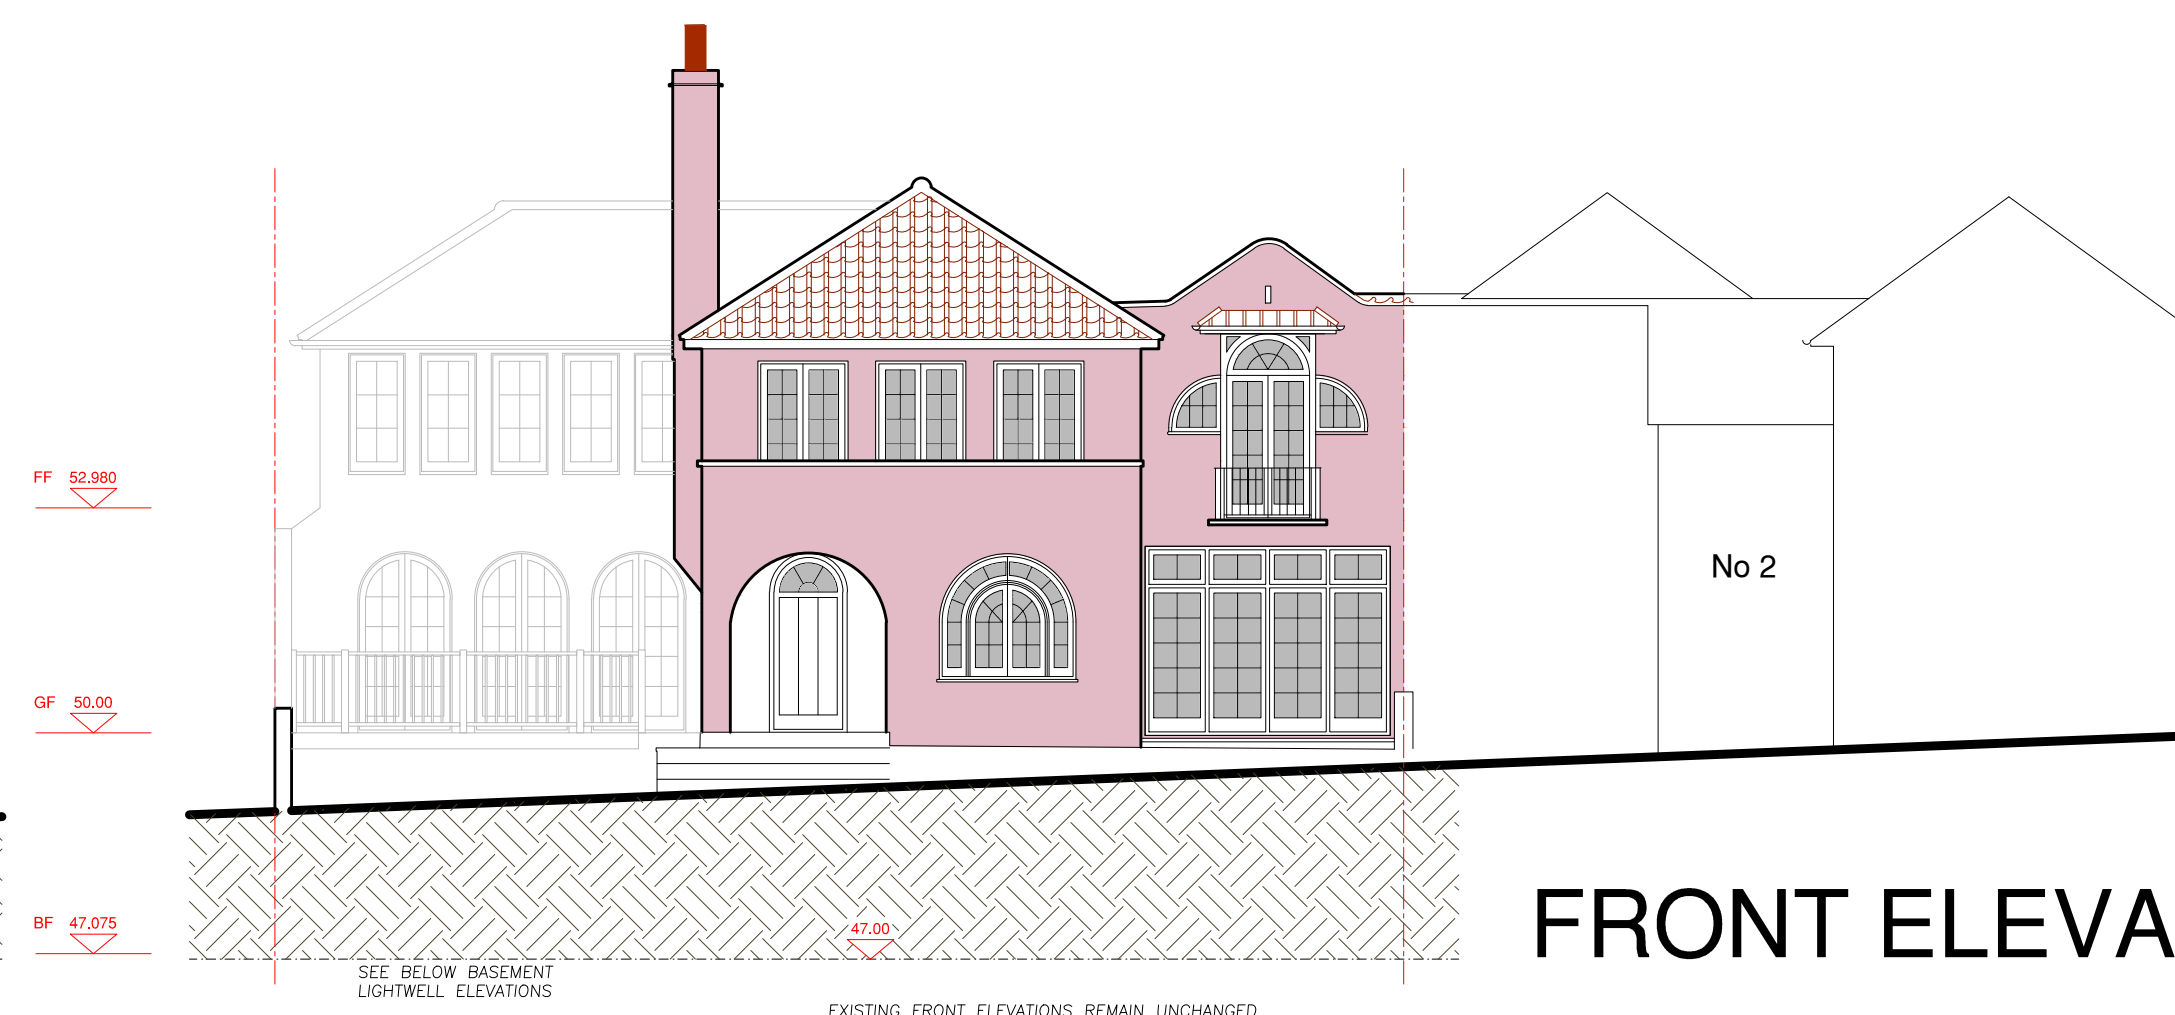 FF 52.980
No 2
GF 50.00
BF 47.075
47.00
FRONT ELEVA
SEE BELOW BASEMENT
LIGHTWELL ELEVATIONS
EXISTING FRONT ELEVATIONS REMAIN UNCHANGED